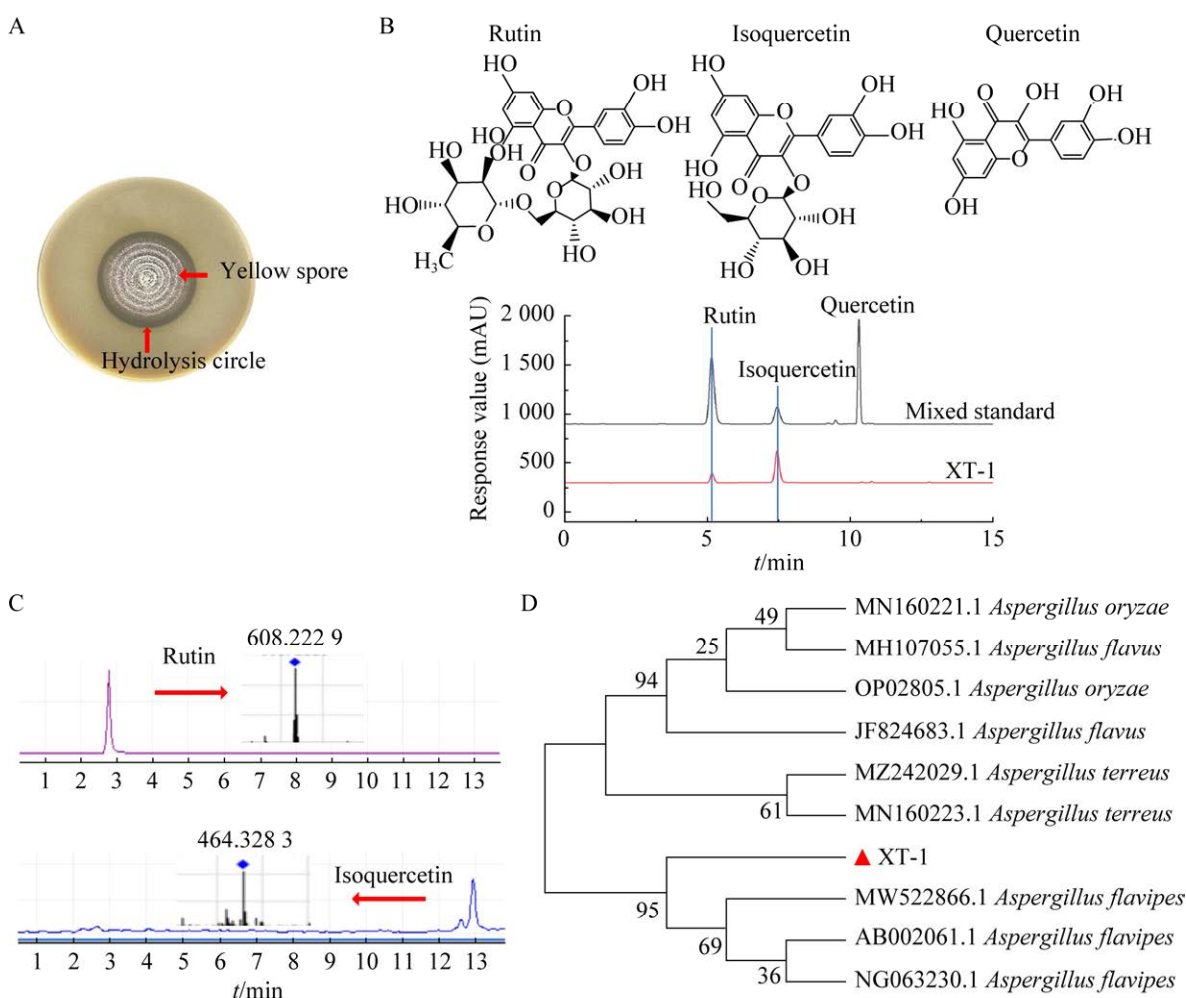 A
Yellow spore
Hydrolysis circle
B
Rutin
Isoquercetin
Quercetin
HO
O
OH
OH
OH
O
O
HO
OH
HO
HO
O
O
O
OH
OH
HO
H₃C
HO
O
OH
OH
OH
O
O
HO
O
OH
OH
HO
OH
O
OH
OH
OH
O
OH
Response value (mAU)
2 000
1 500
1 000
500
0
Rutin
Isoquercetin
Quercetin
Mixed standard
XT-1
0 5 10 15
t/min
C
Rutin
608.222 9
1 2 3 4 5 6 7 8 9 10 11 12 13
464.328 3
Isoquercetin
1 2 3 4 5 6 7 8 9 10 11 12 13
t/min
D
49
25
94
61
95
69
36
MN160221.1 Aspergillus oryzae
MH107055.1 Aspergillus flavus
OP02805.1 Aspergillus oryzae
JF824683.1 Aspergillus flavus
MZ242029.1 Aspergillus terreus
MN160223.1 Aspergillus terreus
XT-1
MW522866.1 Aspergillus flavipes
AB002061.1 Aspergillus flavipes
NG063230.1 Aspergillus flavipes